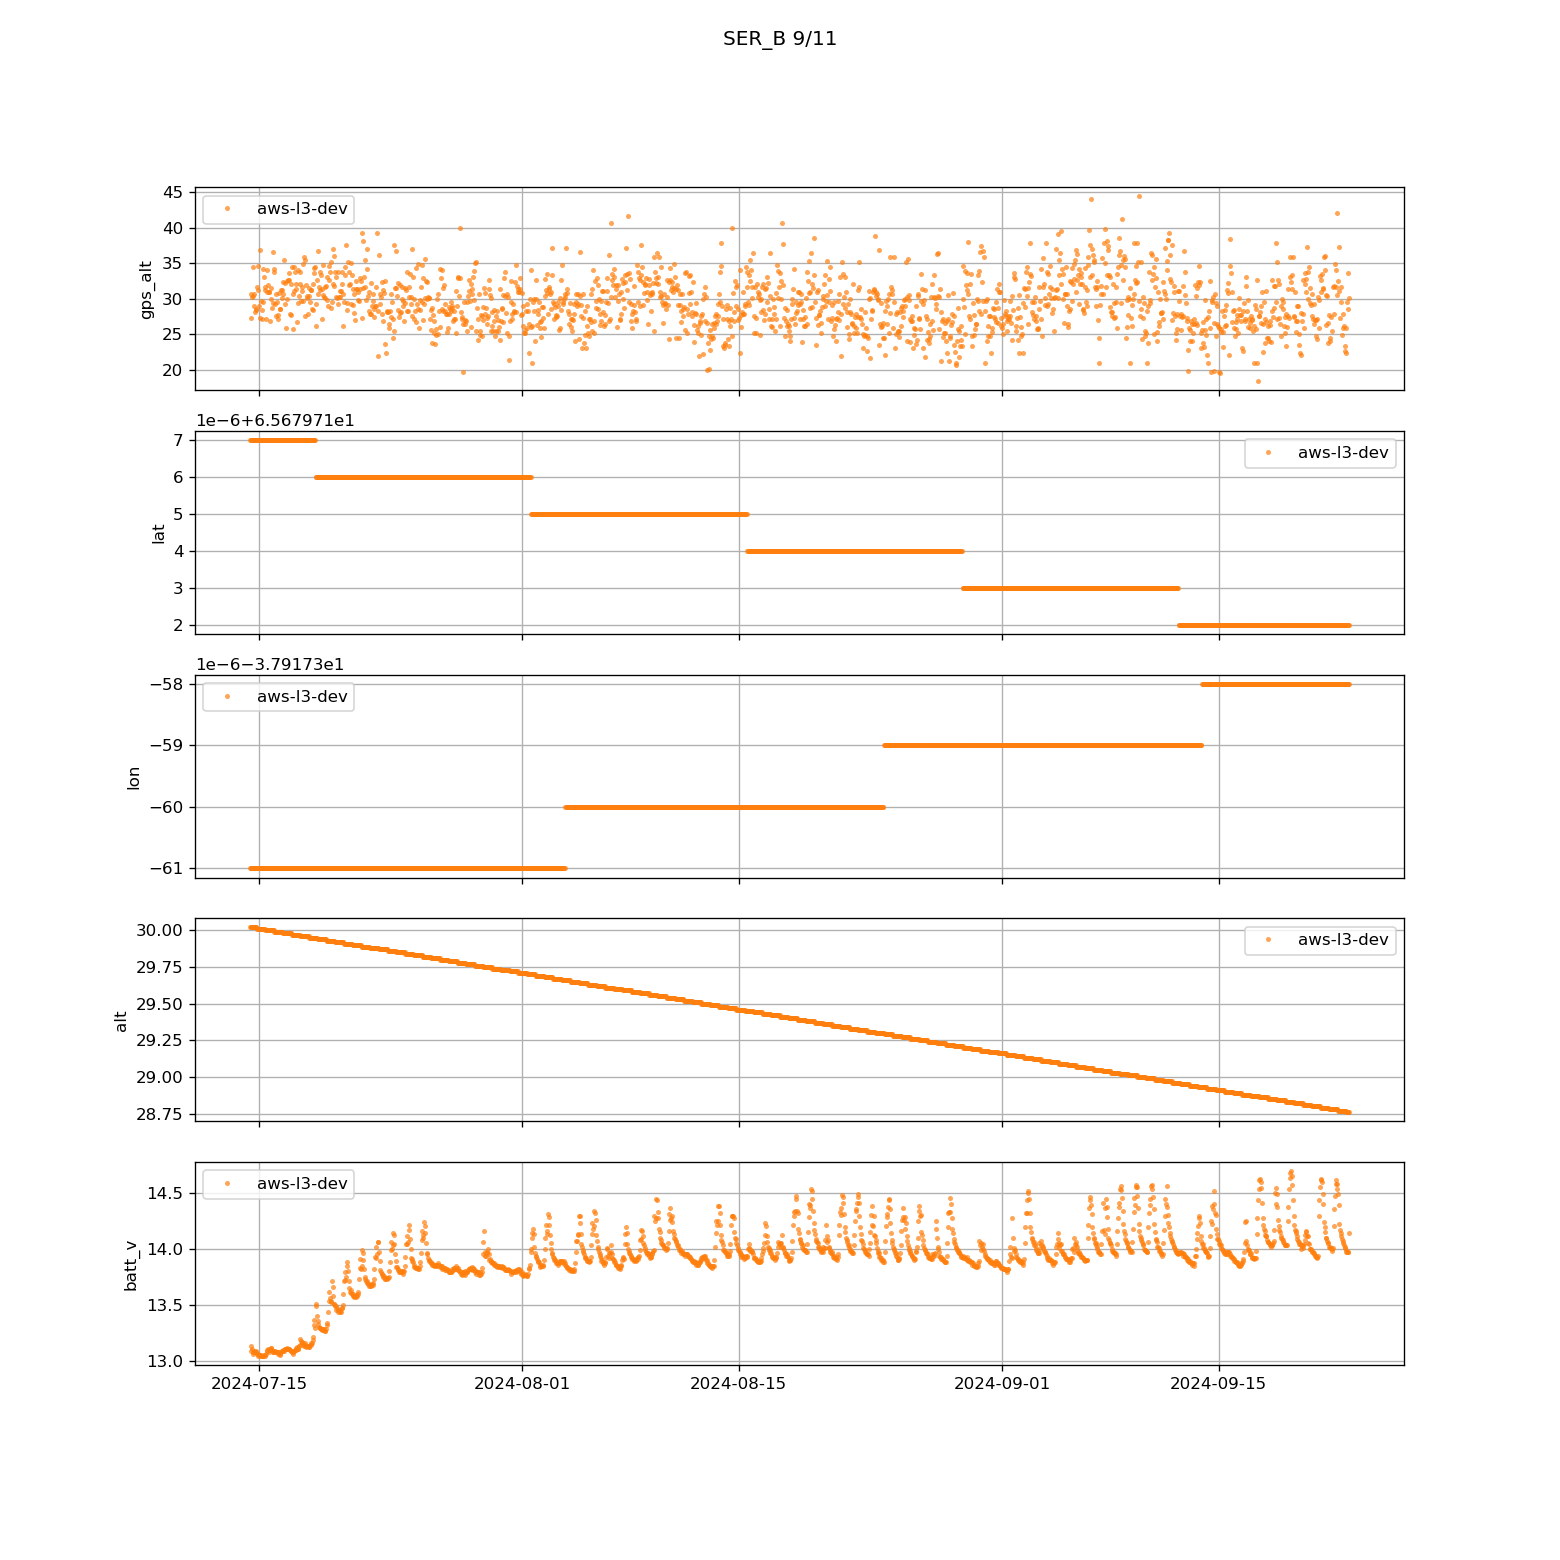 SER_B 9/11
45
40
35
30
25
20
gps_alt
aws-l3-dev
1e−6+6.567971e1
7
6
5
4
3
2
lat
aws-l3-dev
1e−6−3.79173e1
−58
−59
−60
−61
lon
aws-l3-dev
30.00
29.75
29.50
29.25
29.00
28.75
alt
aws-l3-dev
14.5
14.0
13.5
13.0
batt_v
aws-l3-dev
2024-07-15 2024-08-01 2024-08-15 2024-09-01 2024-09-15